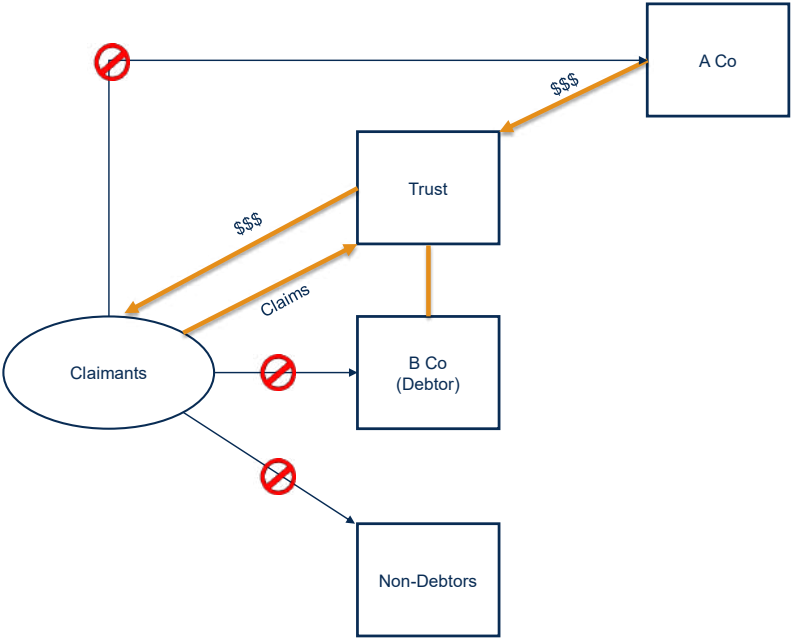 A Co
$$$
Trust
$$$
Claims
Claimants
B Co
(Debtor)
Non-Debtors